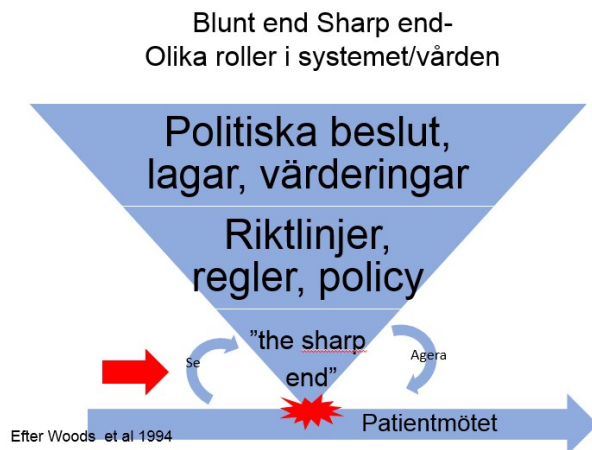 Blunt end Sharp end-
Olika roller i systemet/vården
Politiska beslut,
lagar, värderingar
Riktlinjer,
regler, policy
”the sharp
end”
Se
Agera
Patientmötet
Efter Woods et al 1994